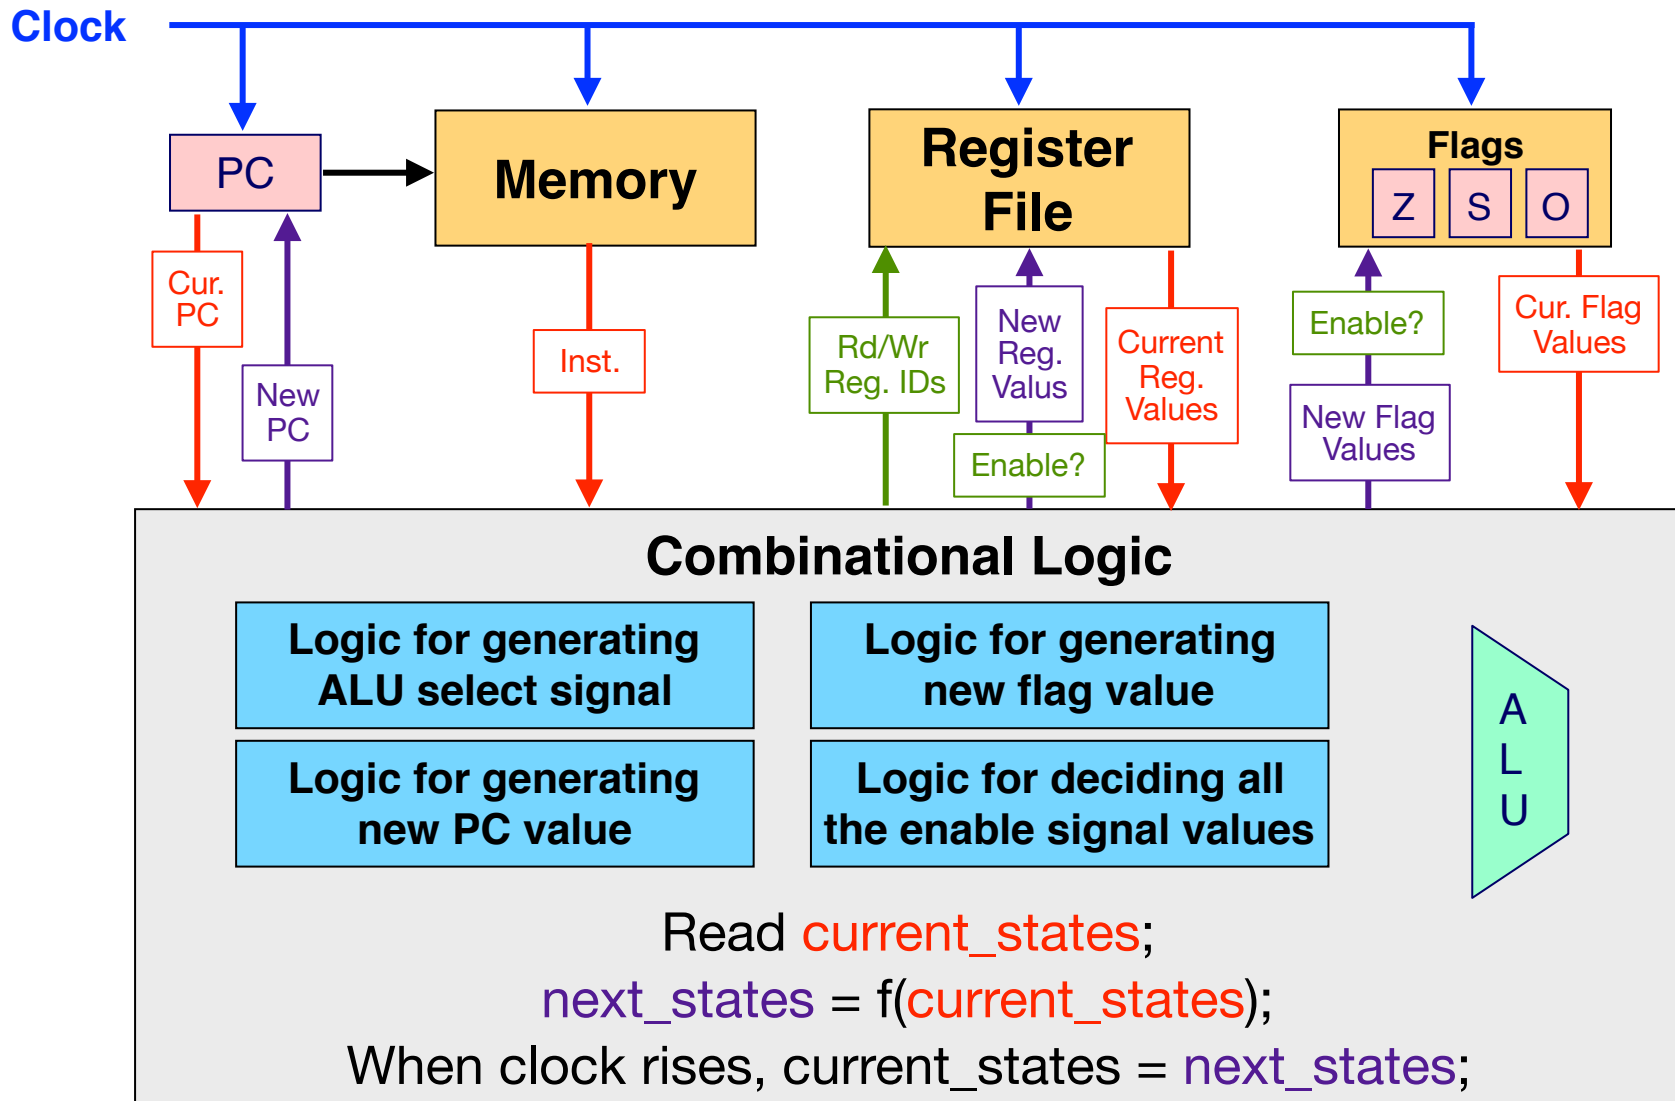 Clock
PC
Memory
Register
File
Flags
Z S O
Cur.
PC
New
PC
Inst.
Rd/Wr
Reg. IDs
New
Reg.
Valus
Enable?
Current
Reg.
Values
Enable?
New Flag
Values
Cur. Flag
Values
Combinational Logic
Logic for generating
ALU select signal
Logic for generating
new flag value
Logic for generating
new PC value
Logic for deciding all
the enable signal values
A
L
U
Read current_states;
next_states = f(current_states);
When clock rises, current_states = next_states;